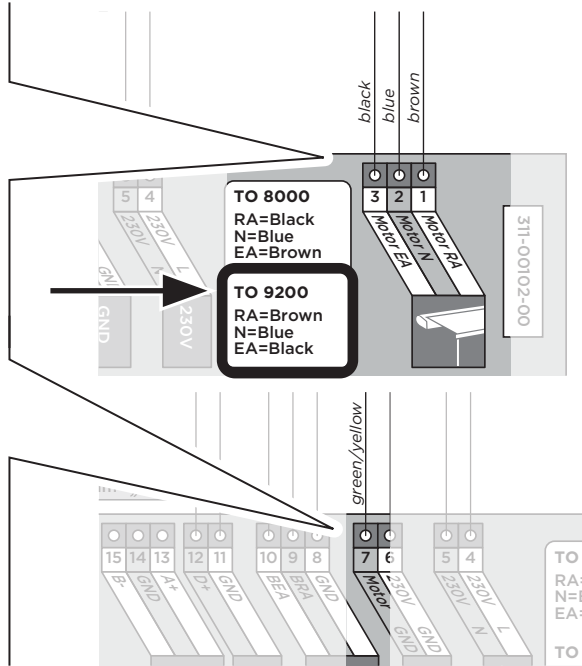 black
blue
brown
5 4
3 2 1
TO 8000
RA=Black
N=Blue
EA=Brown
TO 9200
RA=Brown
N=Blue
EA=Black
230V
230V
L
GND
230V
Motor EA
Motor N
Motor RA
311-00102-00
green/yellow
15 14 13 12 11 10 9 8 7 6 5 4
B-
GND
A+
D+
GND
BEA
BRA
GND
Motor
GND
230V
GND
230V
N
230V
L
TO
RA=
EA=
TO